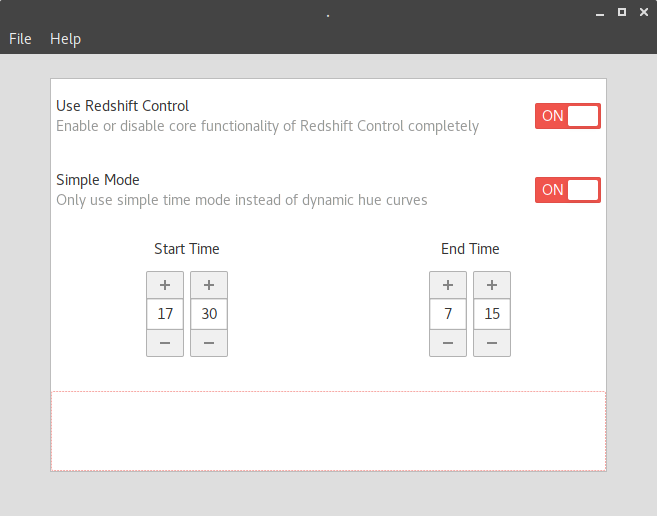 .
File Help
Use Redshift Control
Enable or disable core functionality of Redshift Control completely
ON
Simple Mode
Only use simple time mode instead of dynamic hue curves
ON
Start Time End Time
+ + + +
17 30 7 15
− − − −